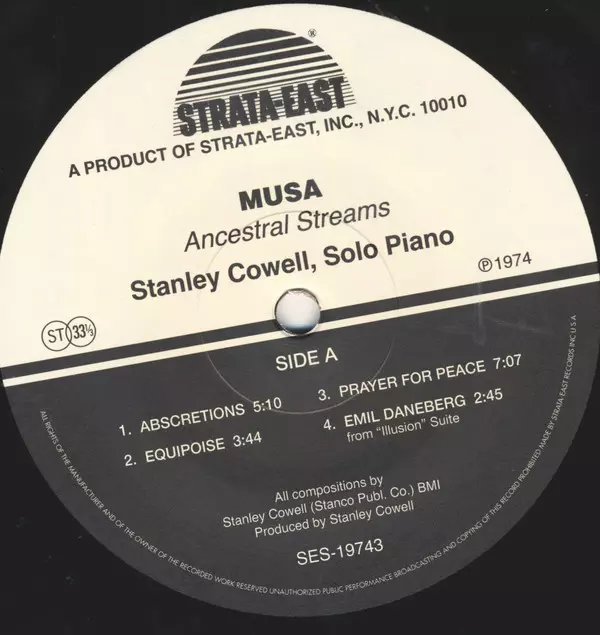 ®
STRATA-EAST
A PRODUCT OF STRATA-EAST, INC., N.Y.C. 10010
MUSA
Ancestral Streams
Stanley Cowell, Solo Piano
℗1974
ST 33⅓
SIDE A
1. ABSCRETIONS 5:10
2. EQUIPOISE 3:44
3. PRAYER FOR PEACE 7:07
4. EMIL DANEBERG 2:45
from "Illusion" Suite
All compositions by
Stanley Cowell (Stanco Publ. Co.) BMI
Produced by Stanley Cowell
SES-19743
ALL RIGHTS OF THE MANUFACTURER AND OF THE OWNER OF THE RECORDED WORK RESERVED UNAUTHORIZED PUBLIC PERFORMANCE BROADCASTING AND COPYING OF THIS RECORD PROHIBITED MADE BY STRATA-EAST RECORDS INC U S A